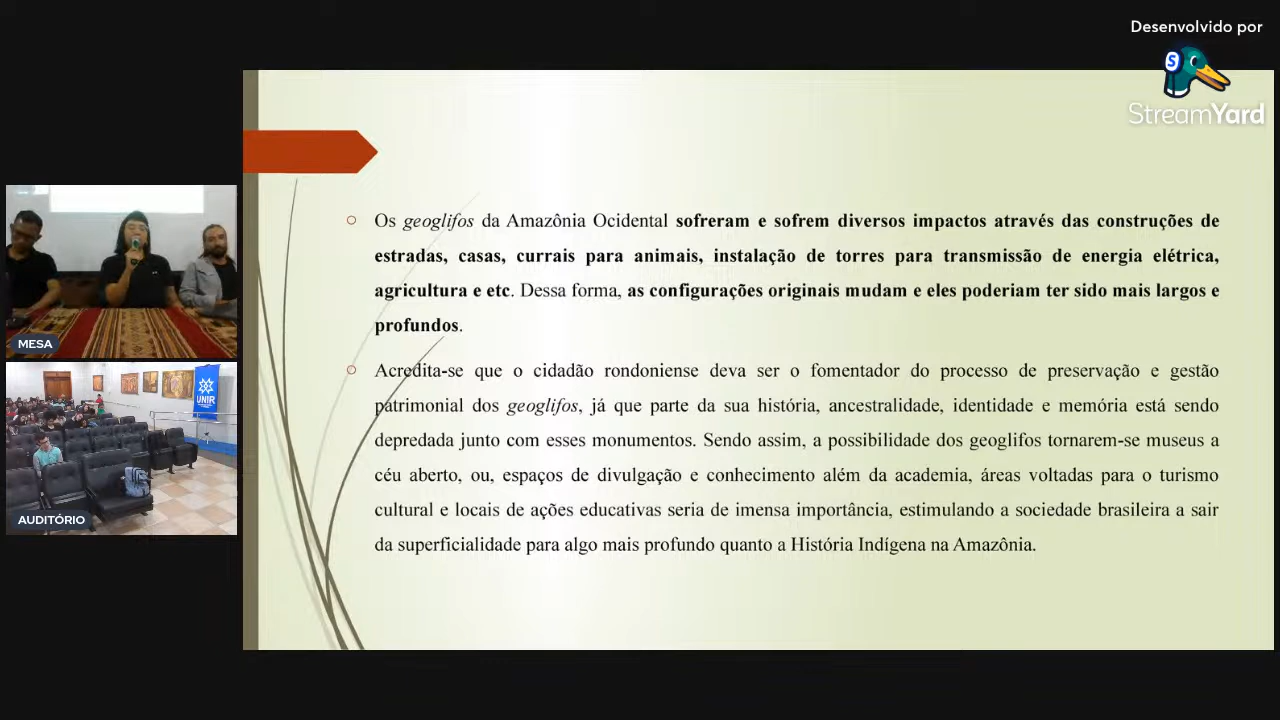 Desenvolvido por
StreamYard
Os geoglifos da Amazônia Ocidental sofreram e sofrem diversos impactos através das construções de
estradas, casas, currais para animais, instalação de torres para transmissão de energia elétrica,
agricultura e etc. Dessa forma, as configurações originais mudam e eles poderiam ter sido mais largos e
profundos.
Acredita-se que o cidadão rondoniense deva ser o fomentador do processo de preservação e gestão
patrimonial dos geoglifos, já que parte da sua história, ancestralidade, identidade e memória está sendo
depredada junto com esses monumentos. Sendo assim, a possibilidade dos geoglifos tornarem-se museus a
céu aberto, ou, espaços de divulgação e conhecimento além da academia, áreas voltadas para o turismo
cultural e locais de ações educativas seria de imensa importância, estimulando a sociedade brasileira a sair
da superficialidade para algo mais profundo quanto a História Indígena na Amazônia.
MESA
UNIR
AUDITÓRIO